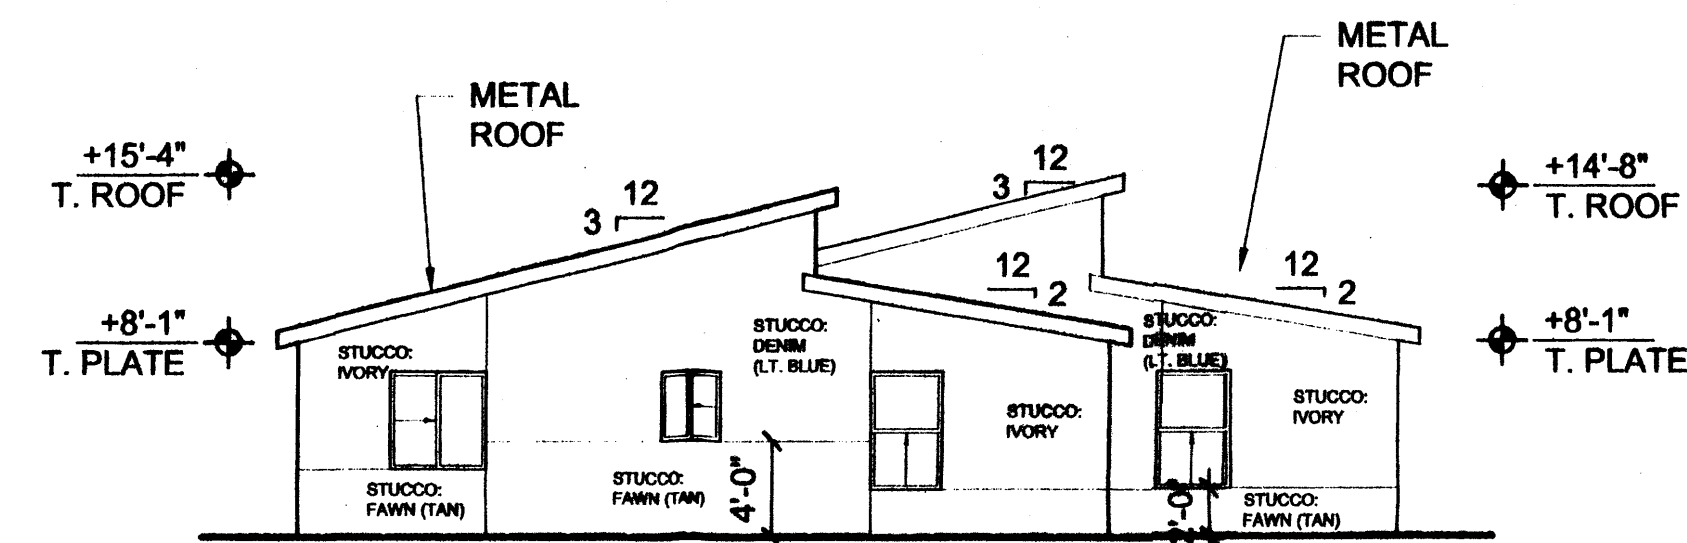 METAL
ROOF
METAL
ROOF
+15'-4"
T. ROOF
12
3
12
3
+14'-8"
T. ROOF
12
2
12
2
+8'-1"
T. PLATE
+8'-1"
T. PLATE
STUCCO:
IVORY
STUCCO:
DENIM
(LT. BLUE)
STUCCO:
DENIM
(LT. BLUE)
STUCCO:
IVORY
STUCCO:
IVORY
STUCCO:
FAWN (TAN)
STUCCO:
FAWN (TAN)
4'-0"
STUCCO:
FAWN (TAN)